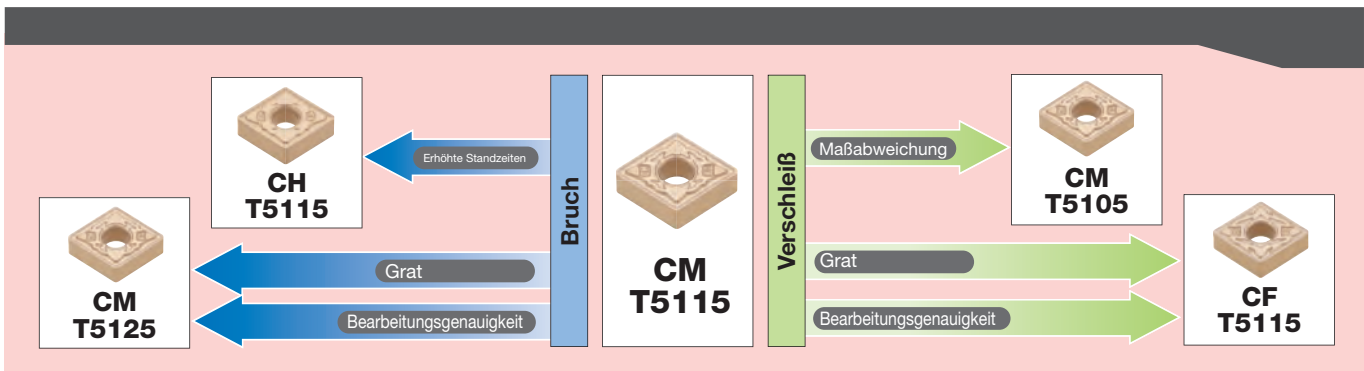 CH
T5115
CM
T5125
Erhöhte Standzeiten
Grat
Bearbeitungsgenauigkeit
Bruch
CM
T5115
Verschleiß
Maßabweichung
Grat
Bearbeitungsgenauigkeit
CM
T5105
CF
T5115